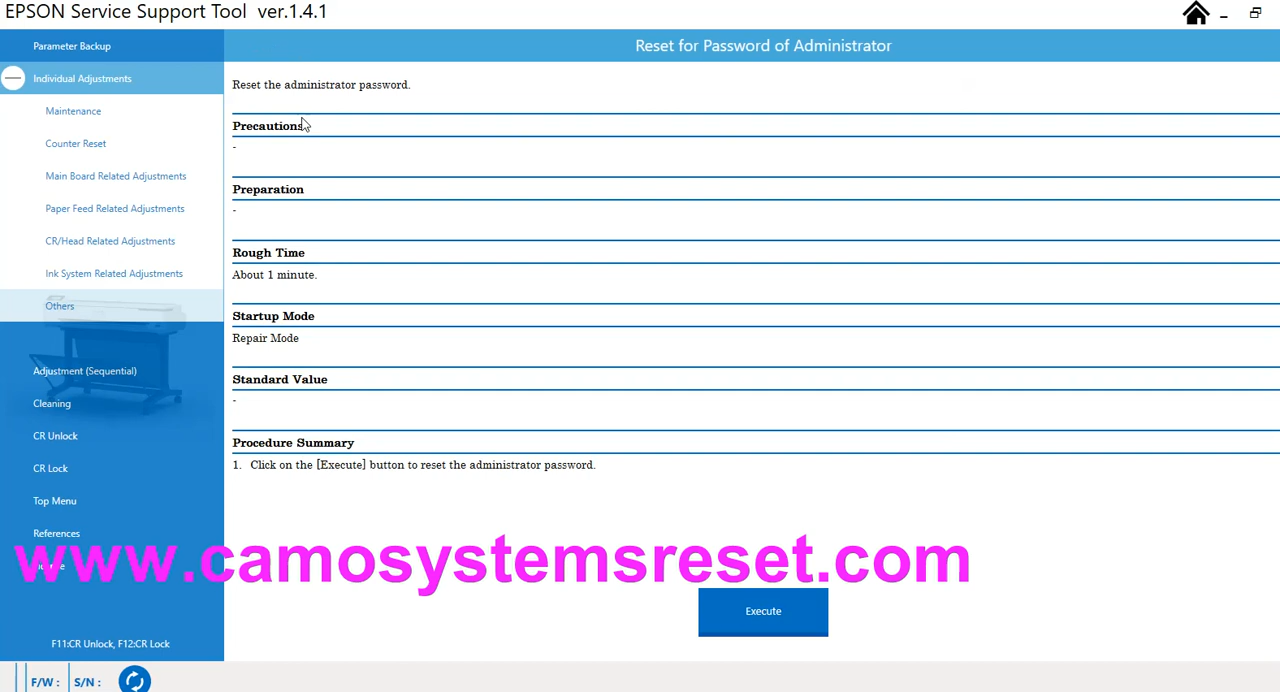 EPSON Service Support Tool ver.1.4.1
Parameter Backup
Reset for Password of Administrator
Individual Adjustments
Maintenance
Counter Reset
Main Board Related Adjustments
Paper Feed Related Adjustments
CR/Head Related Adjustments
Ink System Related Adjustments
Others
Adjustment (Sequential)
Cleaning
CR Unlock
CR Lock
Top Menu
References
F11:CR Unlock, F12:CR Lock
Reset the administrator password.
Precautions
-
Preparation
-
Rough Time
About 1 minute.
Startup Mode
Repair Mode
Standard Value
-
Procedure Summary
1. Click on the [Execute] button to reset the administrator password.
www.camosystemsreset.com
Execute
F/W : S/N :